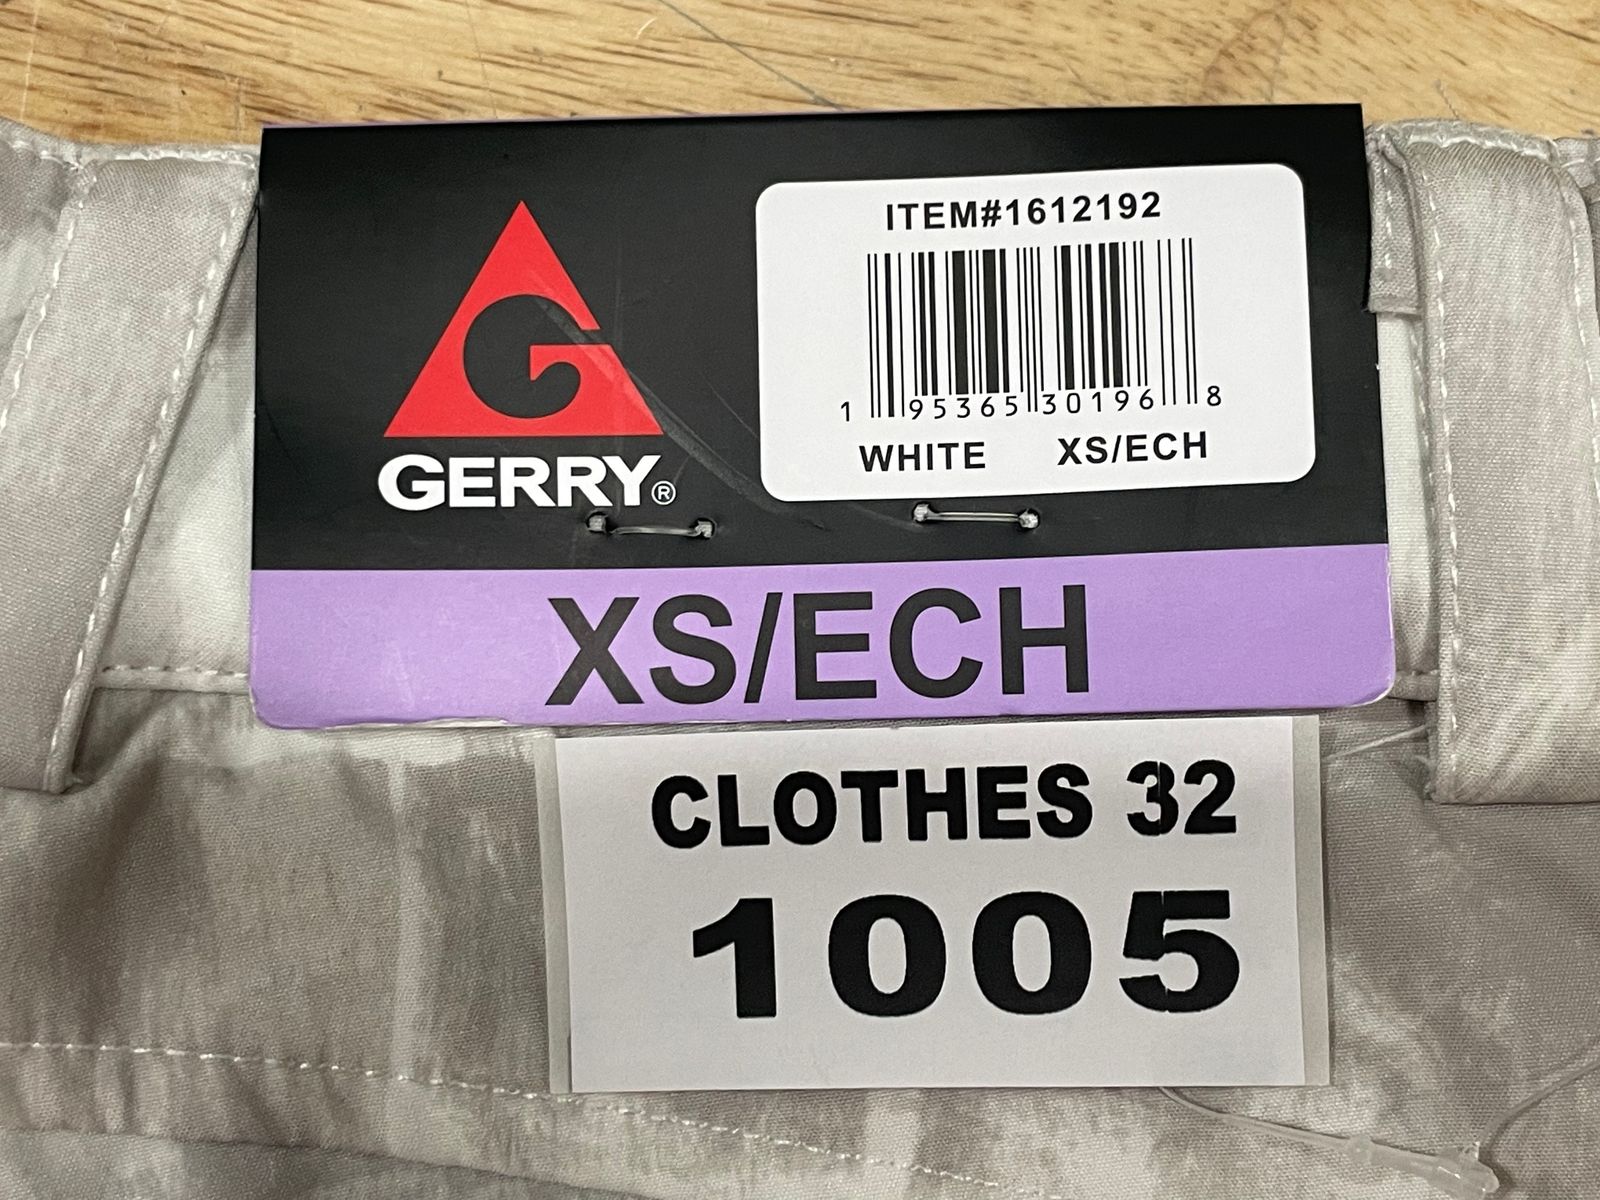 ITEM#1612192
1 95365 30196 8
WHITE XS/ECH
G
GERRY®
XS/ECH
CLOTHES 32
1005